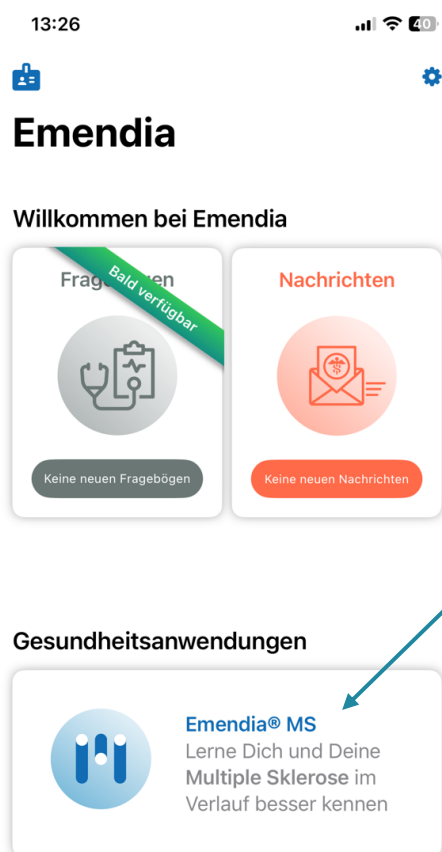 13:26
40
Emendia
Willkommen bei Emendia
Bald verfügbar
Nachrichten
Keine neuen Fragebögen
Keine neuen Nachrichten
Gesundheitsanwendungen
Emendia® MS
Lerne Dich und Deine
Multiple Sklerose im
Verlauf besser kennen